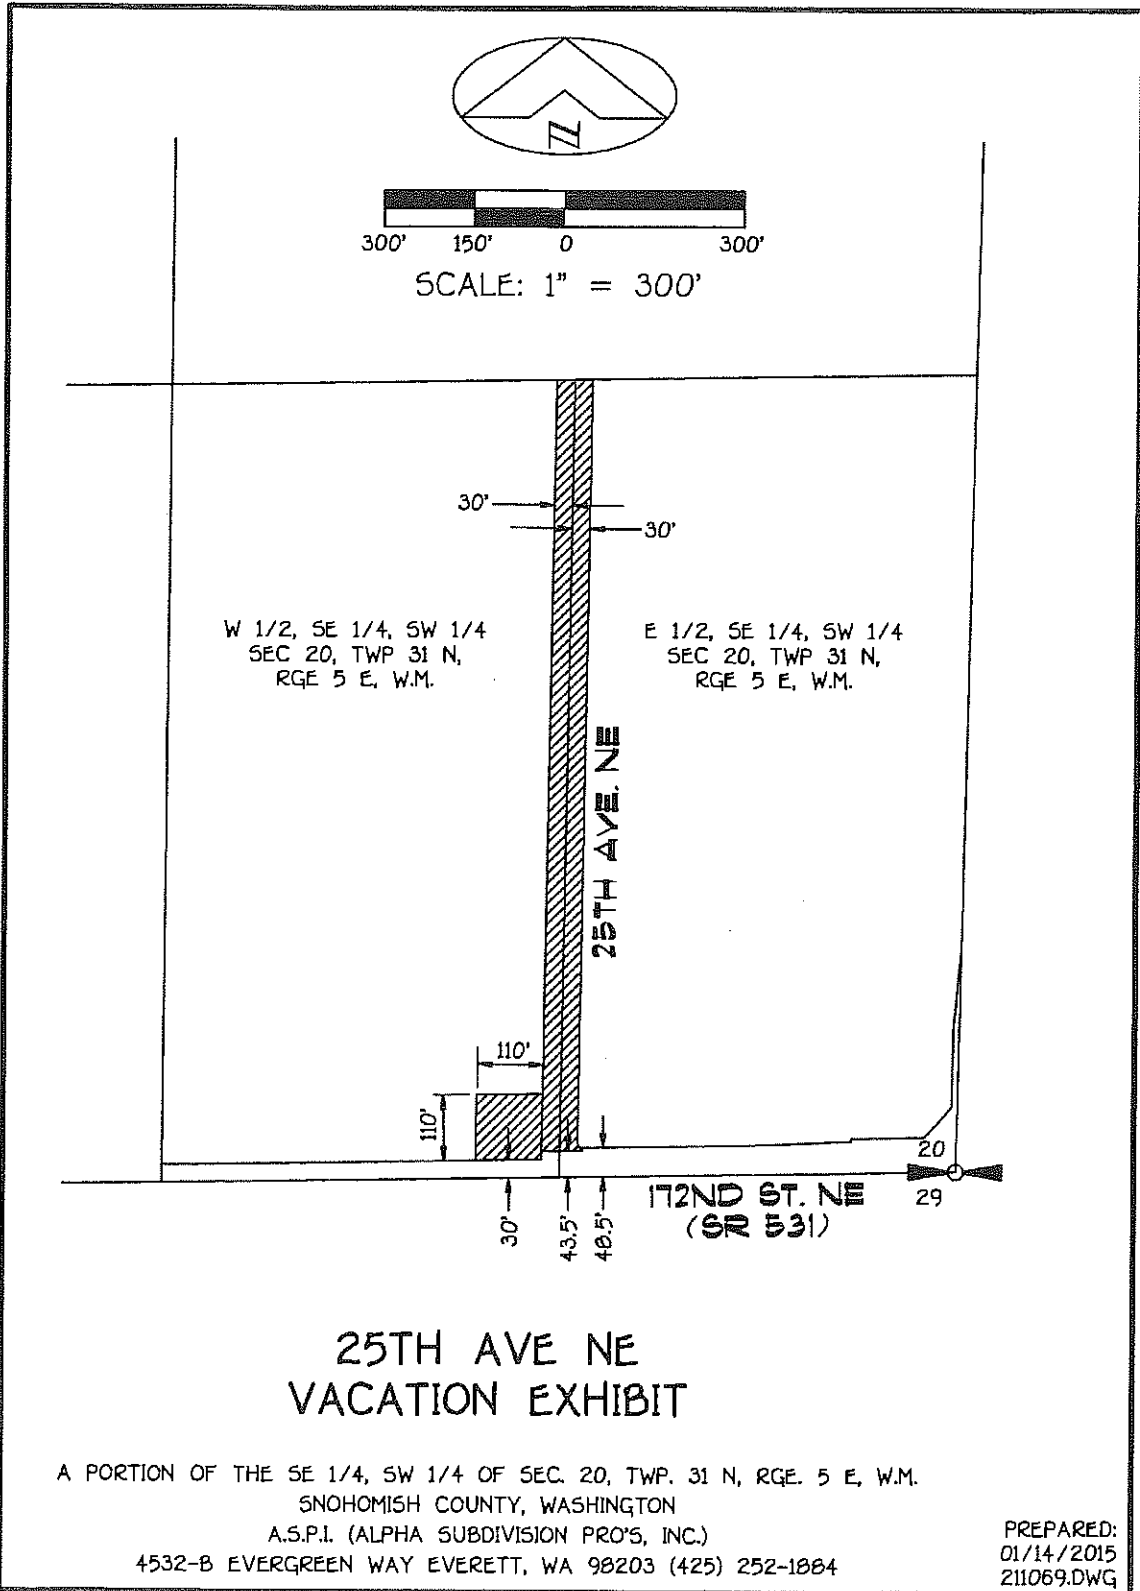 N
300' 150' 0 300'
SCALE: 1" = 300'
30'
30'
W 1/2, SE 1/4, SW 1/4
SEC 20, TWP 31 N,
RGE 5 E, W.M.
E 1/2, SE 1/4, SW 1/4
SEC 20, TWP 31 N,
RGE 5 E, W.M.
25TH AVE. NE
110'
110'
20
29
172ND ST. NE
(SR 531)
30'
43.5'
48.5'
25TH AVE NE
VACATION EXHIBIT
A PORTION OF THE SE 1/4, SW 1/4 OF SEC. 20, TWP. 31 N, RGE. 5 E, W.M.
SNOHOMISH COUNTY, WASHINGTON
A.S.P.I. (ALPHA SUBDIVISION PRO'S, INC.)
4532-B EVERGREEN WAY EVERETT, WA 98203 (425) 252-1884
PREPARED:
01/14/2015
211069.DWG